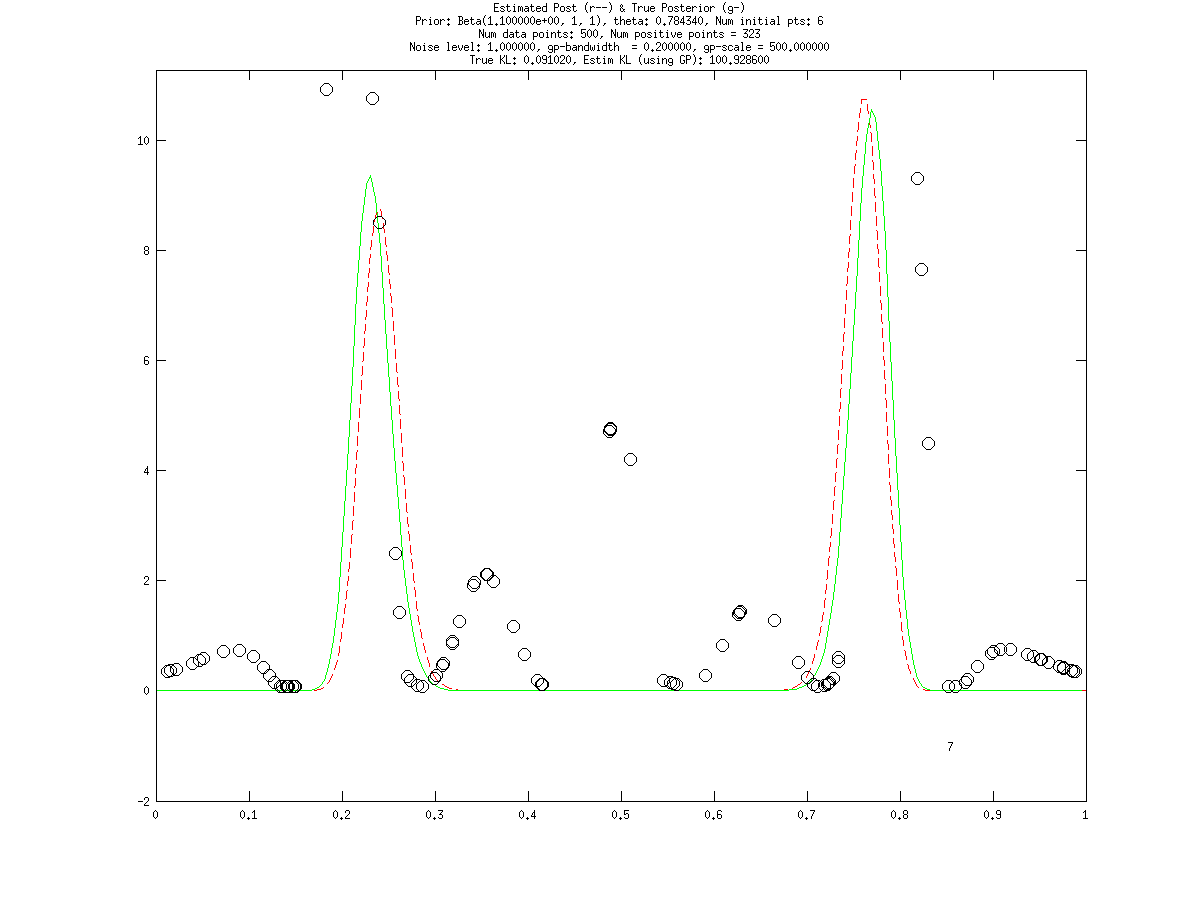 Estimated Post (r--) & True Posterior (g-)
Prior: Beta(1.100000e+00, 1, 1), theta: 0.784340, Num initial pts: 6
Num data points: 500, Num positive points = 323
Noise level: 1.000000, gp-bandwidth  = 0.200000, gp-scale = 500.000000
True KL: 0.091020, Estim KL (using GP): 100.928600
10
8
6
4
2
0
7
-2
0 0.1 0.2 0.3 0.4 0.5 0.6 0.7 0.8 0.9 1